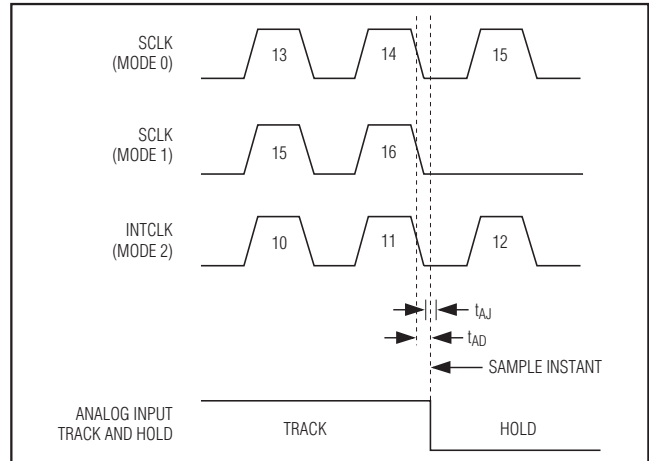 SCLK
(MODE 0)
13
14
15
SCLK
(MODE 1)
15
16
INTCLK
(MODE 2)
10
11
12
tAJ
tAD
SAMPLE INSTANT
ANALOG INPUT
TRACK AND HOLD
TRACK
HOLD